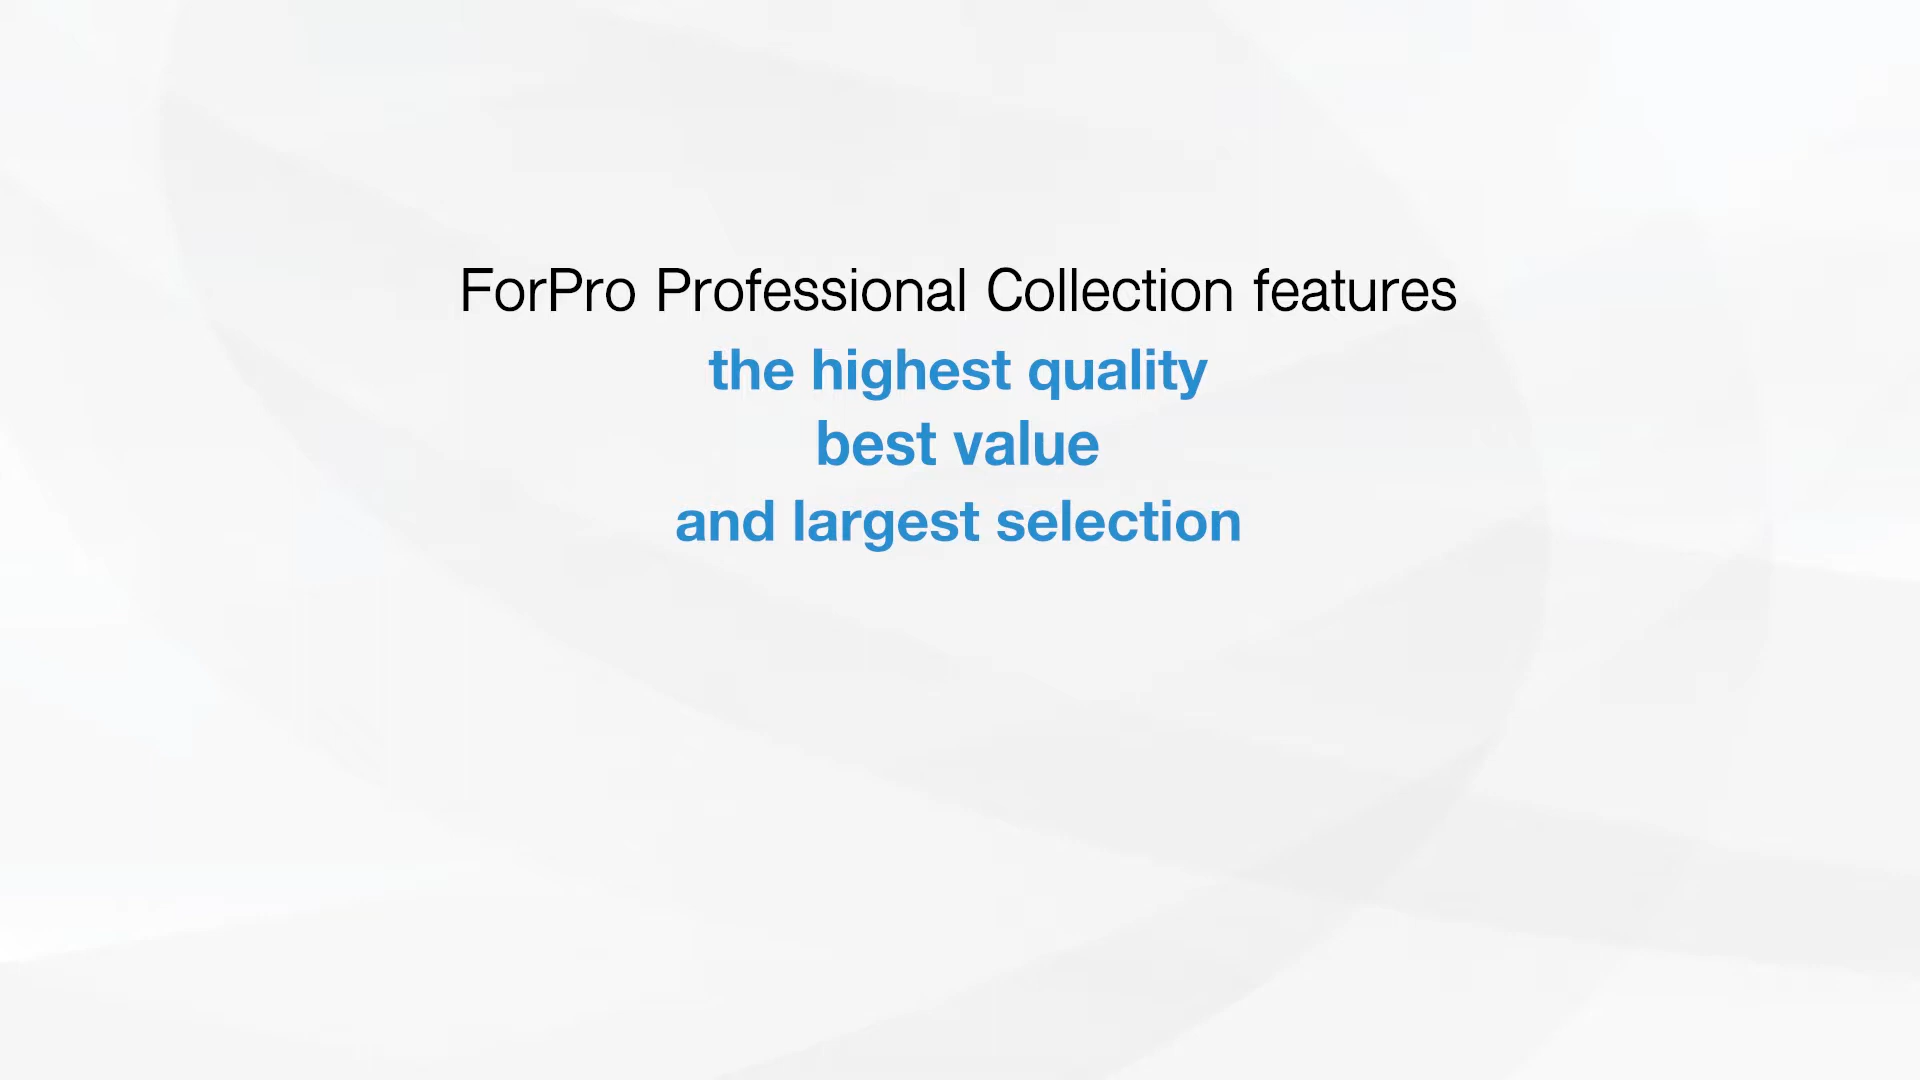 ForPro Professional Collection features
the highest quality
best value
and largest selection